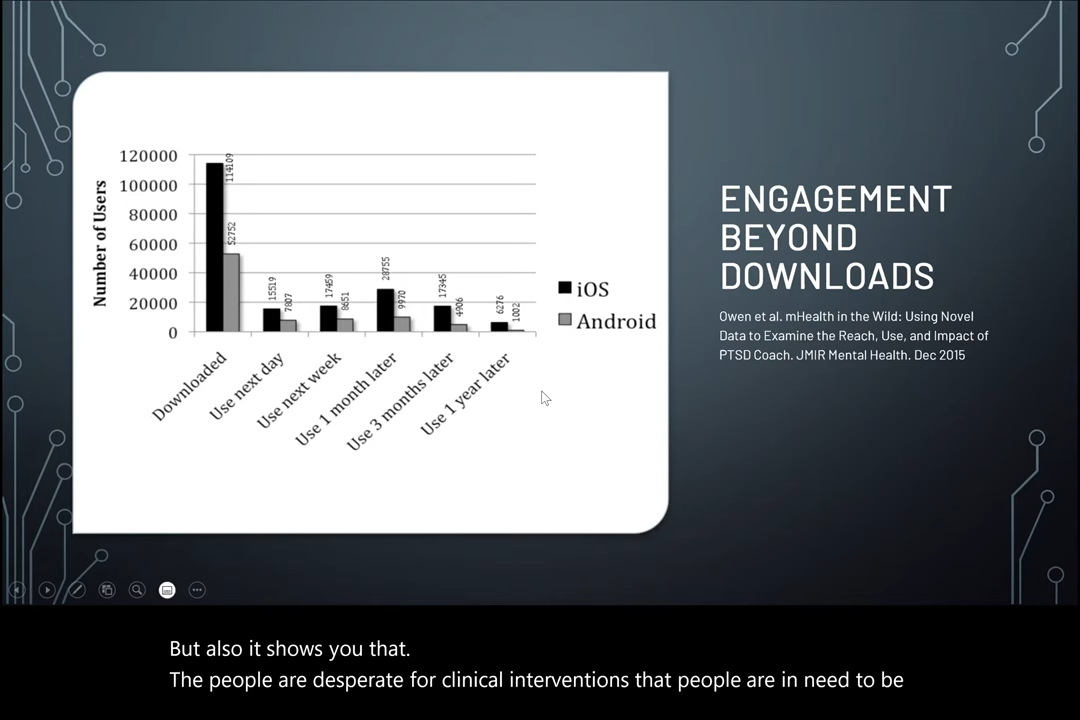 120000
100000
80000
60000
40000
20000
0
Number of Users
114109
52752
15519
7807
17459
8651
28755
9970
17345
4906
6276
1002
Downloaded
Use next day
Use next week
Use 1 month later
Use 3 months later
Use 1 year later
iOS
Android
ENGAGEMENT
BEYOND
DOWNLOADS
Owen et al. mHealth in the Wild: Using Novel
Data to Examine the Reach, Use, and Impact of
PTSD Coach. JMIR Mental Health. Dec 2015
But also it shows you that.
The people are desperate for clinical interventions that people are in need to be